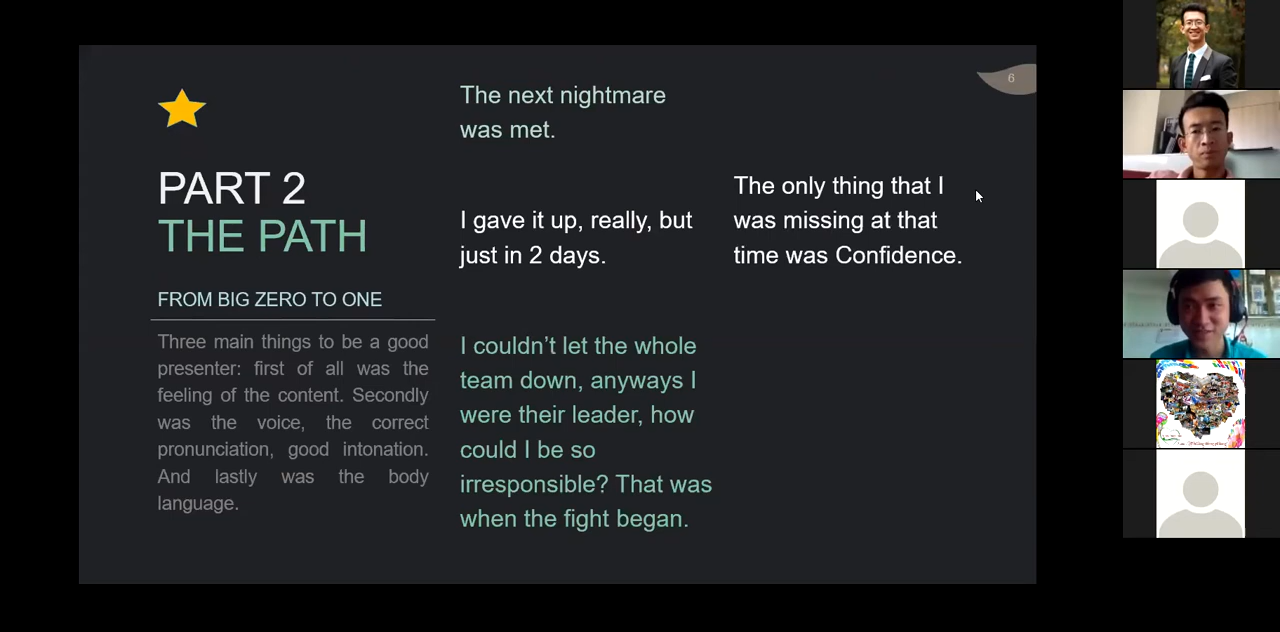 PART 2
THE PATH
FROM BIG ZERO TO ONE
Three main things to be a good
presenter: first of all was the
feeling of the content. Secondly
was the voice, the correct
pronunciation, good intonation.
And lastly was the body
language.
The next nightmare
was met.
I gave it up, really, but
just in 2 days.
I couldn’t let the whole
team down, anyways I
were their leader, how
could I be so
irresponsible? That was
when the fight began.
The only thing that I
was missing at that
time was Confidence.
6